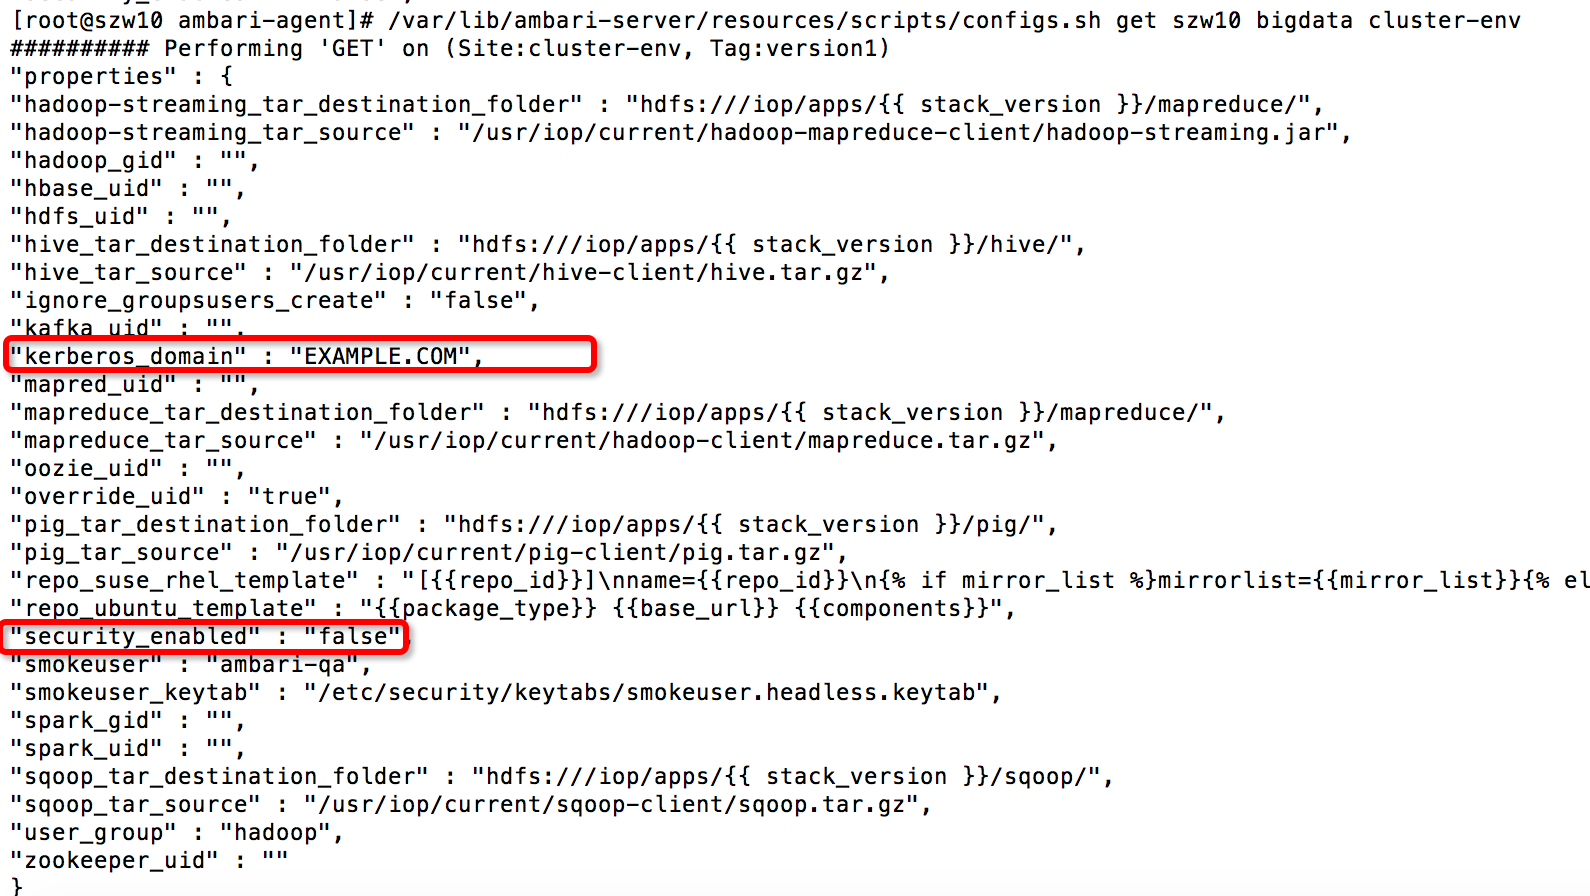 [root@szw10 ambari-agent]# /var/lib/ambari-server/resources/scripts/configs.sh get szw10 bigdata cluster-env
########## Performing 'GET' on (Site:cluster-env, Tag:version1)
"properties" : {
"hadoop-streaming_tar_destination_folder" : "hdfs:///iop/apps/{{ stack_version }}/mapreduce/",
"hadoop-streaming_tar_source" : "/usr/iop/current/hadoop-mapreduce-client/hadoop-streaming.jar",
"hadoop_gid" : "",
"hbase_uid" : "",
"hdfs_uid" : "",
"hive_tar_destination_folder" : "hdfs:///iop/apps/{{ stack_version }}/hive/",
"hive_tar_source" : "/usr/iop/current/hive-client/hive.tar.gz",
"ignore_groupsusers_create" : "false",
"kafka_uid" : "",
"kerberos_domain" : "EXAMPLE.COM",
"mapred_uid" : "",
"mapreduce_tar_destination_folder" : "hdfs:///iop/apps/{{ stack_version }}/mapreduce/",
"mapreduce_tar_source" : "/usr/iop/current/hadoop-client/mapreduce.tar.gz",
"oozie_uid" : "",
"override_uid" : "true",
"pig_tar_destination_folder" : "hdfs:///iop/apps/{{ stack_version }}/pig/",
"pig_tar_source" : "/usr/iop/current/pig-client/pig.tar.gz",
"repo_suse_rhel_template" : "[{{repo_id}}]\nname={{repo_id}}\n{% if mirror_list %}mirrorlist={{mirror_list}}{% el
"repo_ubuntu_template" : "{{package_type}} {{base_url}} {{components}}",
"security_enabled" : "false",
"smokeuser" : "ambari-qa",
"smokeuser_keytab" : "/etc/security/keytabs/smokeuser.headless.keytab",
"spark_gid" : "",
"spark_uid" : "",
"sqoop_tar_destination_folder" : "hdfs:///iop/apps/{{ stack_version }}/sqoop/",
"sqoop_tar_source" : "/usr/iop/current/sqoop-client/sqoop.tar.gz",
"user_group" : "hadoop",
"zookeeper_uid" : ""
}